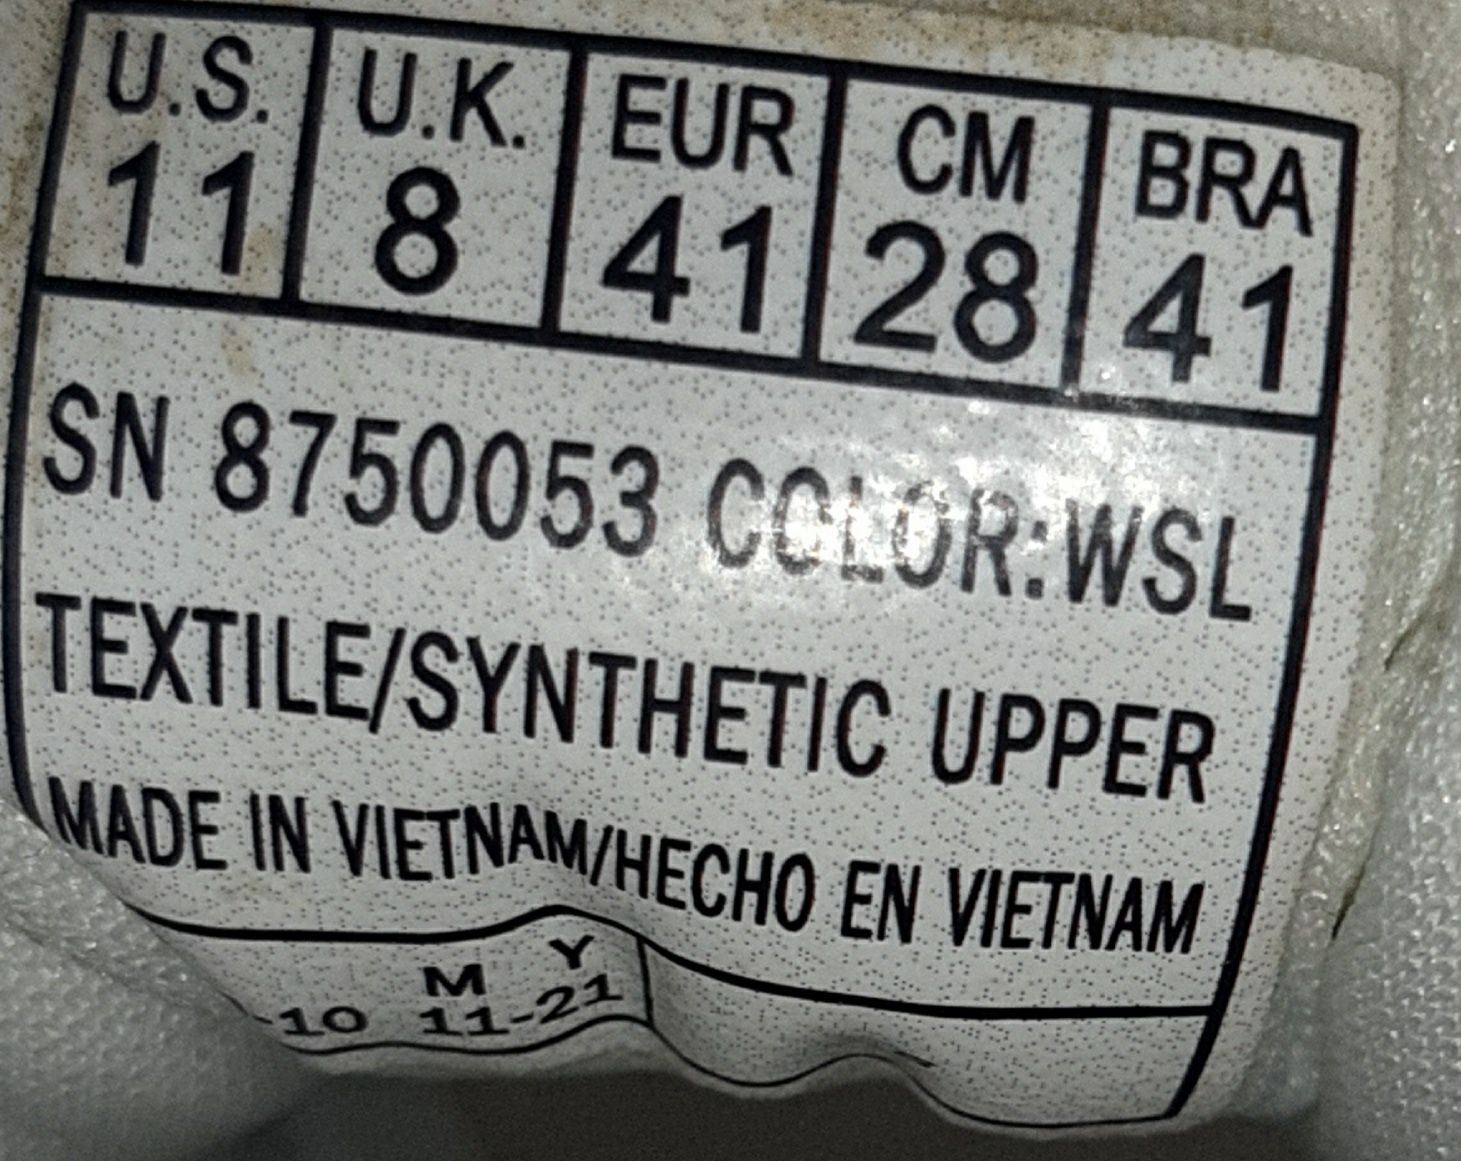 U.S. U.K. EUR CM BRA
11 8 41 28 41
SN 8750053 COLOR:WSL
TEXTILE/SYNTHETIC UPPER
MADE IN VIETNAM/HECHO EN VIETNAM
M Y
-10 11-21